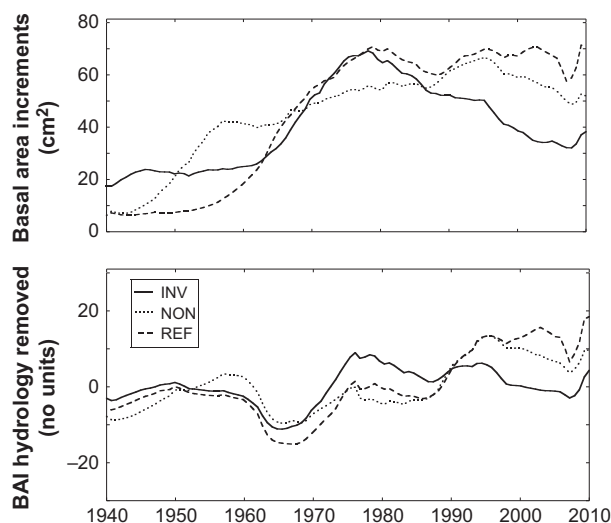 Basal area increments
(cm²)
80
60
40
20
0
BAI hydrology removed
(no units)
20
0
−20
INV
NON
REF
1940 1950 1960 1970 1980 1990 2000 2010